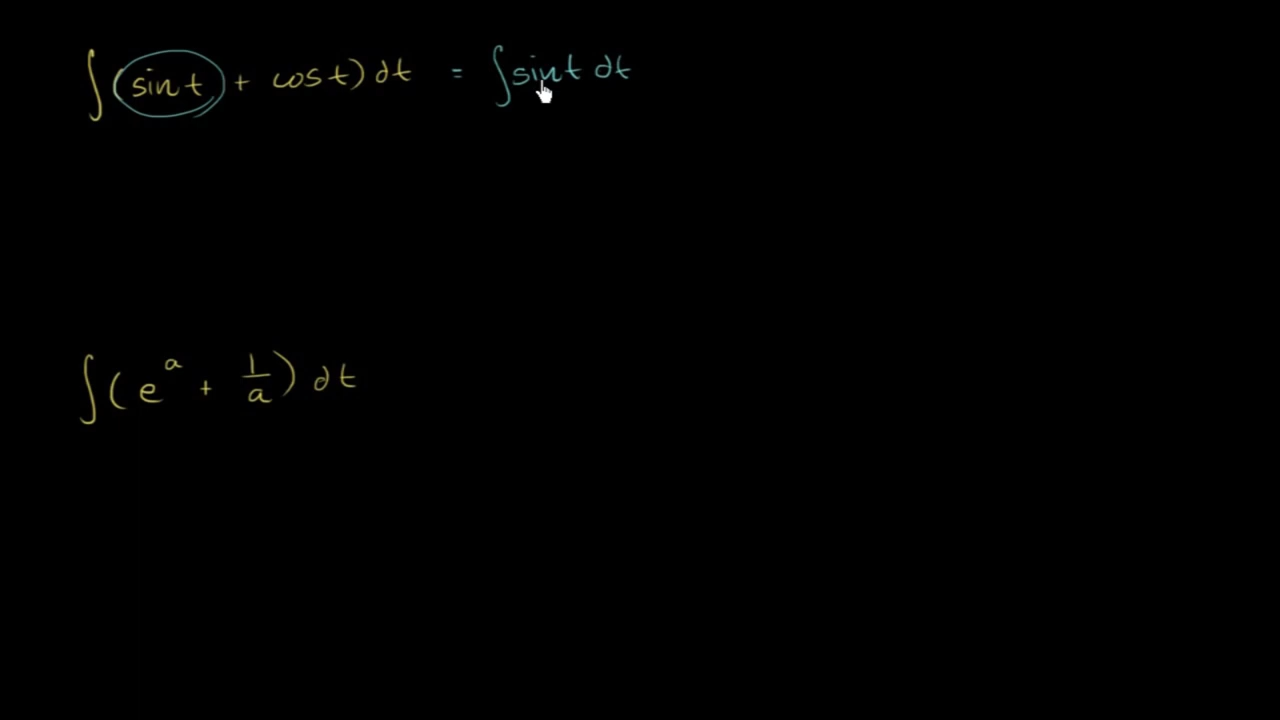 ∫(sin t + cos t) dt = ∫sin t dt
∫(e^a + 1/a) dt